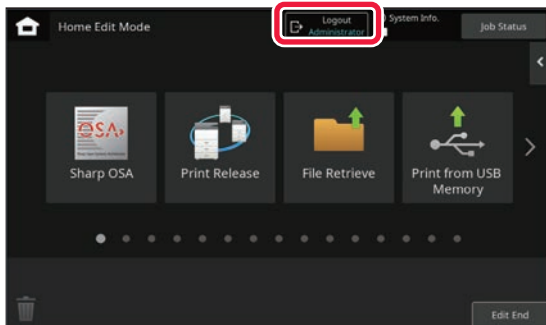 Home Edit Mode
Logout
Administrator
System Info.
Job Status
OSA
Sharp OSA
Print Release
File Retrieve
Print from USB
Memory
Edit End